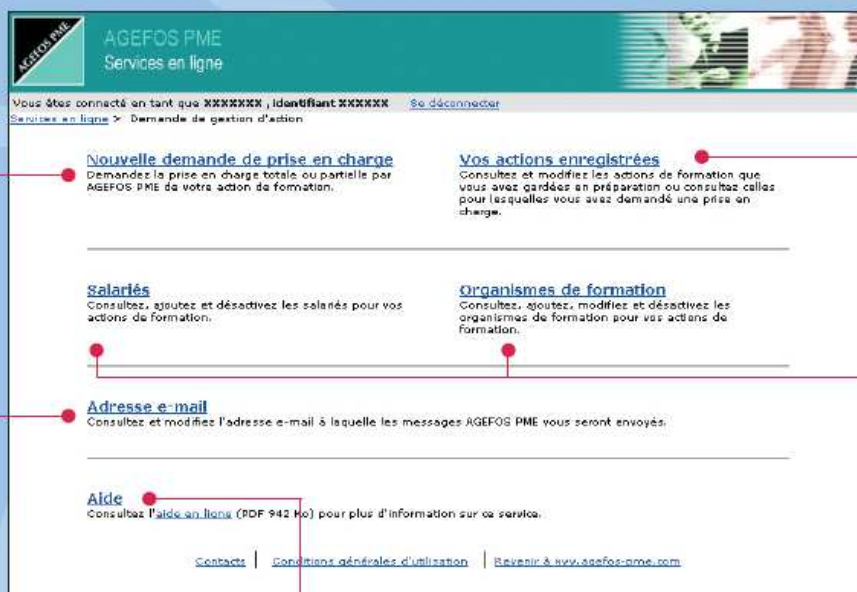 AGEFOS PME
AGEFOS PME
Services en ligne
Vous êtes connecté en tant que XXXXXXX , identifiant XXXXXX Se déconnecter
Services en ligne > Demande de gestion d'action
Nouvelle demande de prise en charge
Demandez la prise en charge totale ou partielle par
AGEFOS PME de votre action de formation.
Vos actions enregistrées
Consultez et modifiez les actions de formation que
vous avez gardées en préparation ou consultez celles
pour lesquelles vous avez demandé une prise en
charge.
Salariés
Consultez, ajoutez et désactivez les salariés pour vos
actions de formation.
Organismes de formation
Consultez, ajoutez, modifiez et désactivez les
organismes de formation pour vos actions de
formation.
Adresse e-mail
Consultez et modifiez l'adresse e-mail à laquelle les messages AGEFOS PME vous seront envoyés.
Aide
Consultez l'aide en ligne (PDF 942 Ko) pour plus d'information sur ce service.
Contacts | Conditions générales d'utilisation | Revenir à www.agefos-pme.com